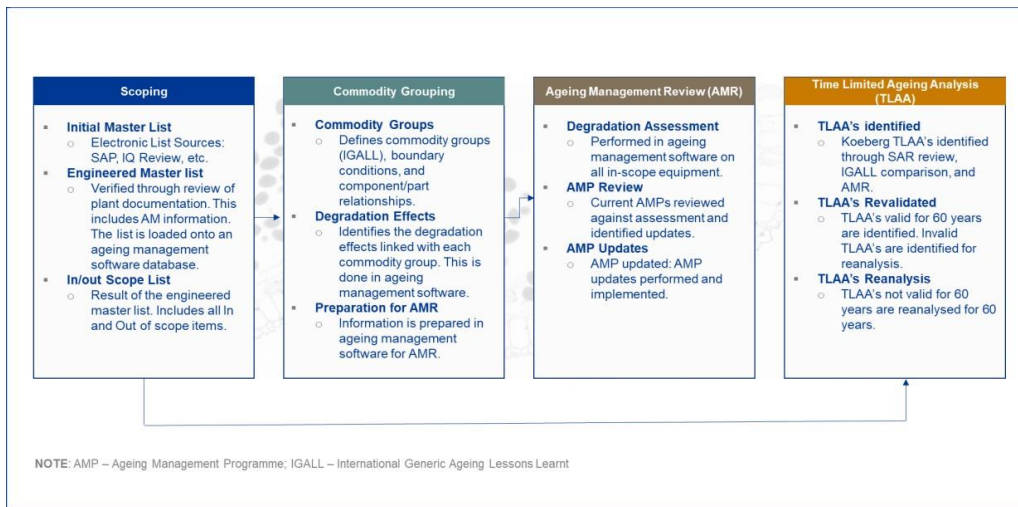 Scoping
▪ Initial Master List
○ Electronic List Sources:
SAP, IQ Review, etc.
▪ Engineered Master list
○ Verified through review of
plant documentation. This
includes AM information.
The list is loaded onto an
ageing management
software database.
▪ In/out Scope List
○ Result of the engineered
master list. Includes all In
and Out of scope items.
Commodity Grouping
▪ Commodity Groups
○ Defines commodity groups
(IGALL), boundary
conditions, and
component/part
relationships.
▪ Degradation Effects
○ Identifies the degradation
effects linked with each
commodity group. This is
done in ageing
management software.
▪ Preparation for AMR
○ Information is prepared in
ageing management
software for AMR.
Ageing Management Review (AMR)
▪ Degradation Assessment
○ Performed in ageing
management software on
all in-scope equipment.
▪ AMP Review
○ Current AMPs reviewed
against assessment and
identified updates.
▪ AMP Updates
○ AMP updated: AMP
updates performed and
implemented.
Time Limited Ageing Analysis
(TLAA)
▪ TLAA's identified
○ Koeberg TLAA's identified
through SAR review,
IGALL comparison, and
AMR.
▪ TLAA's Revalidated
○ TLAA's valid for 60 years
are identified. Invalid
TLAA's are identified for
reanalysis.
▪ TLAA's Reanalysis
○ TLAA's not valid for 60
years are reanalysed for 60
years.
NOTE: AMP – Ageing Management Programme; IGALL – International Generic Ageing Lessons Learnt